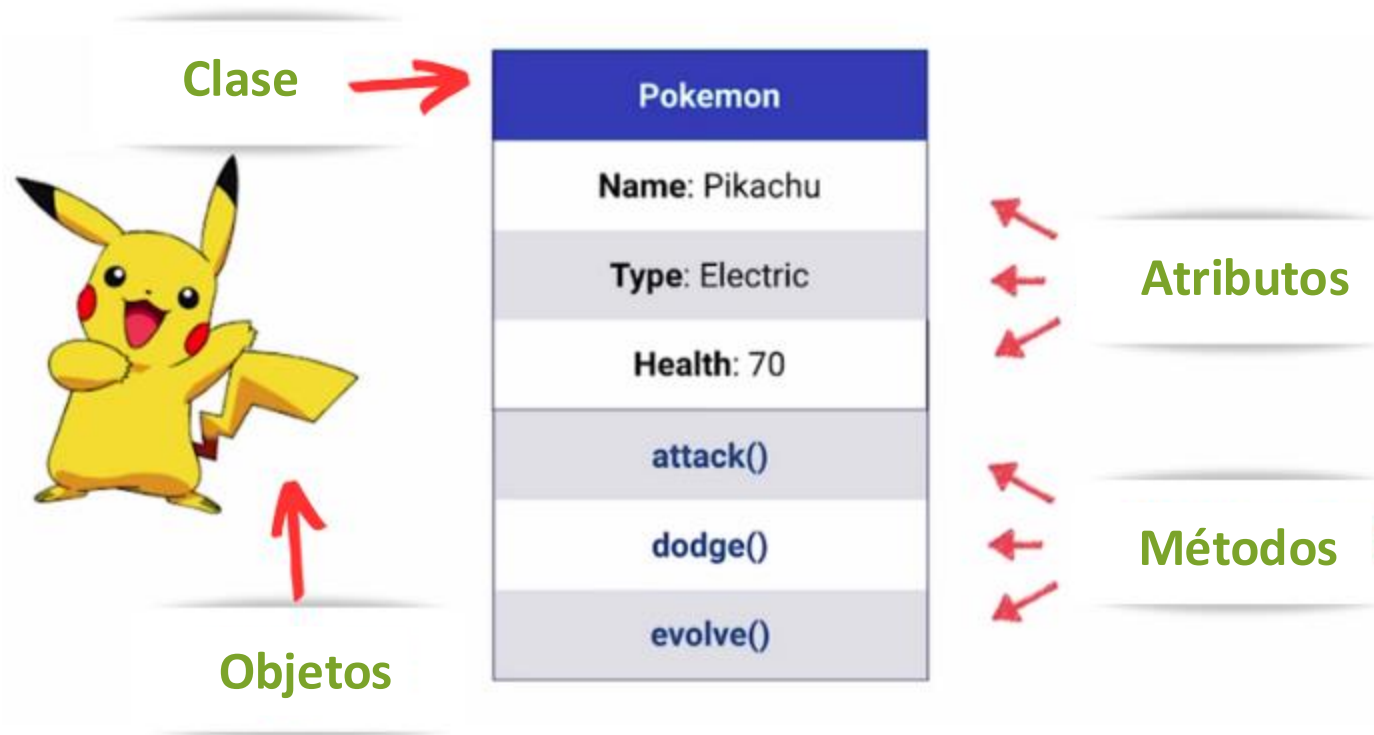 Clase
Pokemon
Name: Pikachu
Type: Electric
Health: 70
Atributos
attack()
dodge()
evolve()
Métodos
Objetos